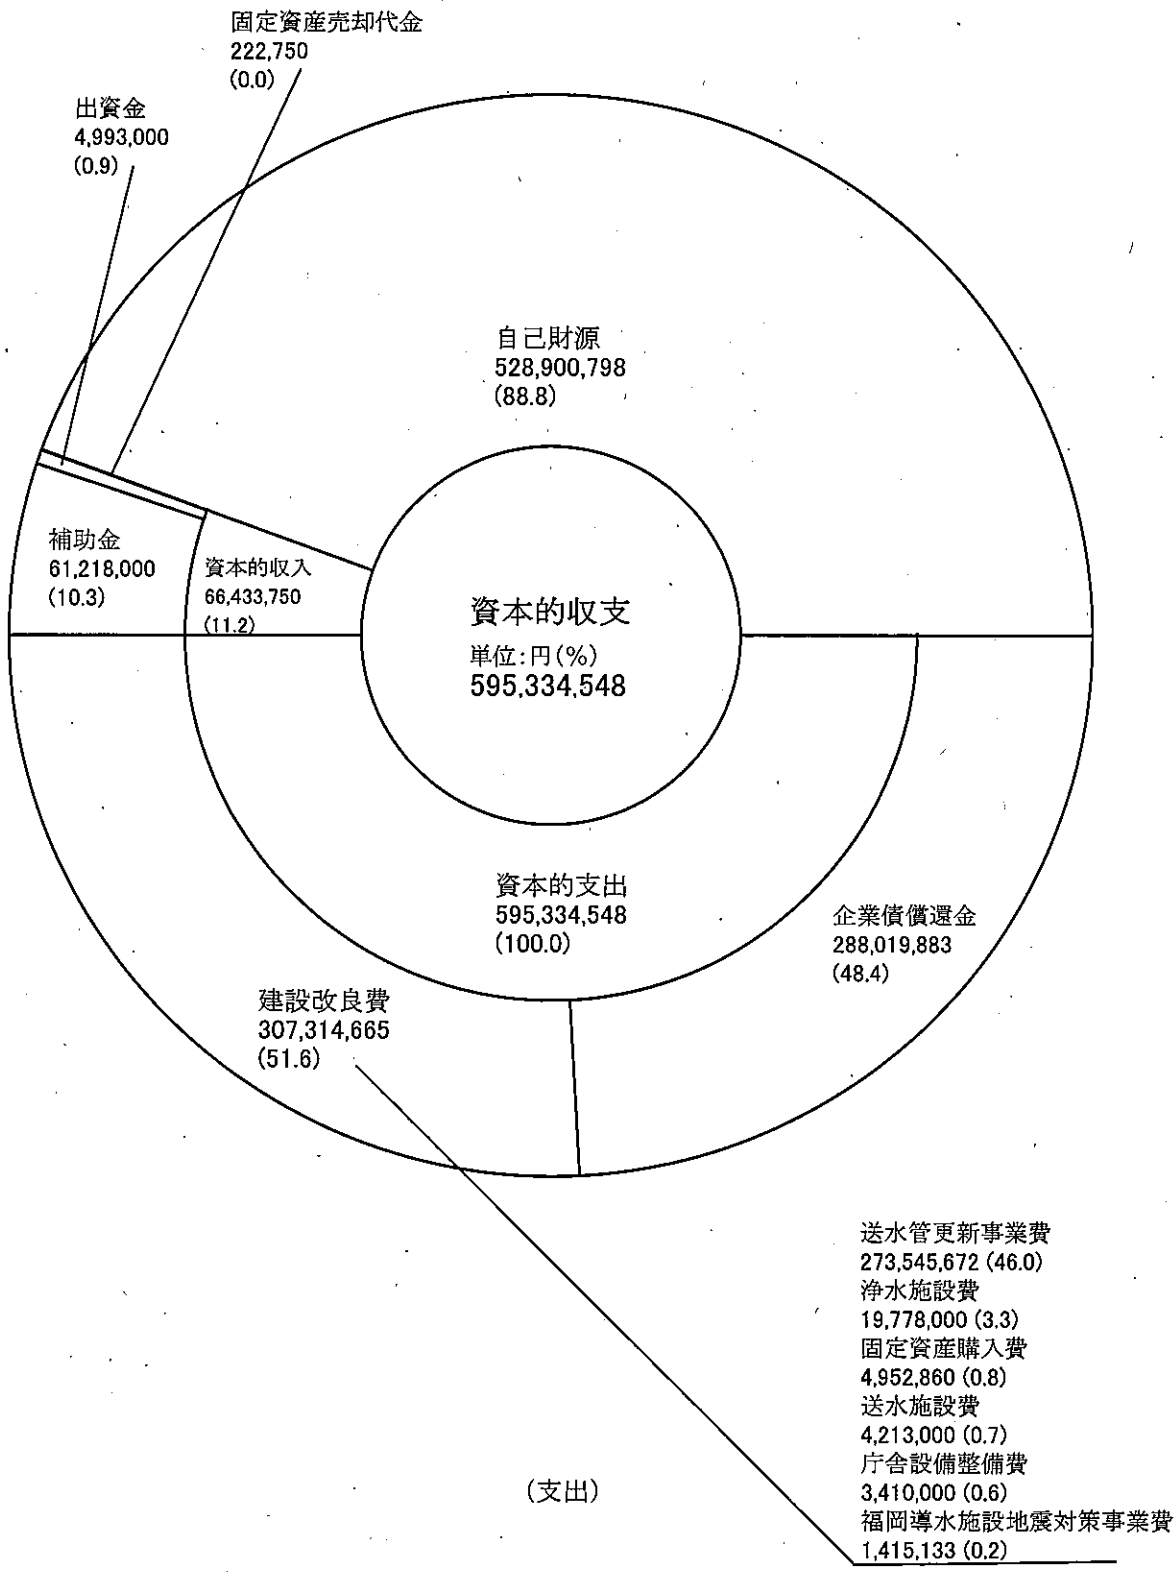 固定資産売却代金
222,750
(0.0)
出資金
4,993,000
(0.9)
自己財源
528,900,798
(88.8)
補助金
61,218,000
(10.3)
資本的収入
66,433,750
(11.2)
資本的収支
単位:円(%)
595,334,548
資本的支出
595,334,548
(100.0)
企業債償還金
288,019,883
(48.4)
建設改良費
307,314,665
(51.6)
送水管更新事業費
273,545,672 (46.0)
浄水施設費
19,778,000 (3.3)
固定資産購入費
4,952,860 (0.8)
送水施設費
4,213,000 (0.7)
庁舎設備整備費
3,410,000 (0.6)
福岡導水施設地震対策事業費
1,415,133 (0.2)
(支出)